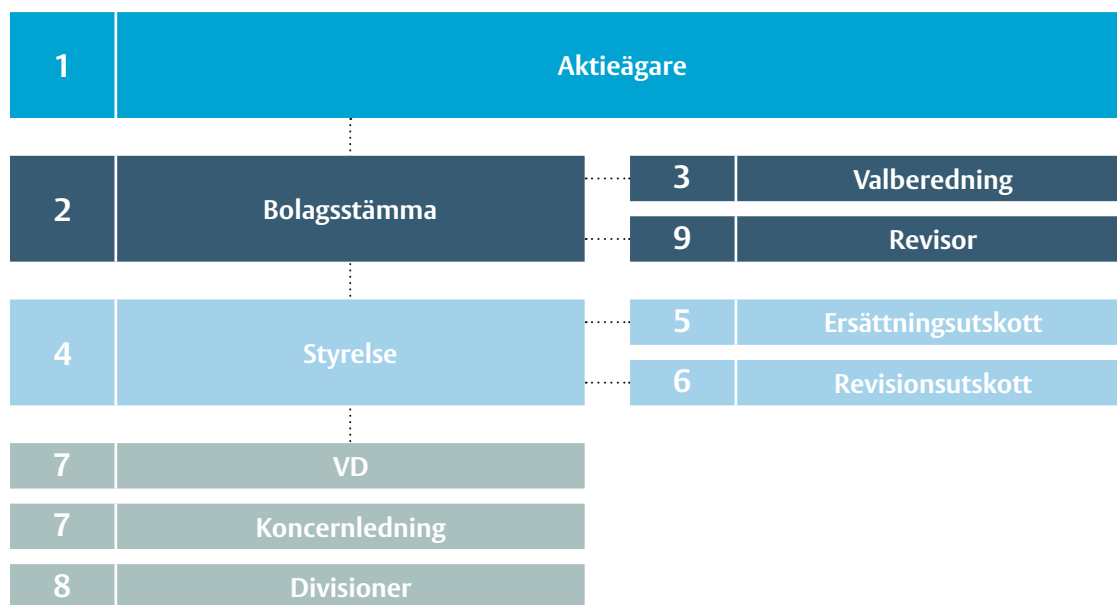 1 Aktieägare
2 Bolagsstämma
3 Valberedning
9 Revisor
4 Styrelse
5 Ersättningsutskott
6 Revisionsutskott
7 VD
7 Koncernledning
8 Divisioner